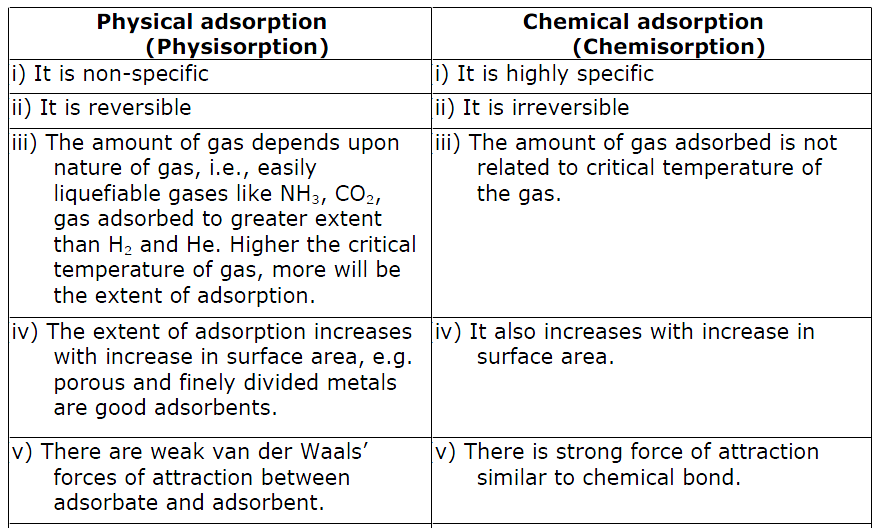 Physical adsorption
(Physisorption)
Chemical adsorption
(Chemisorption)
i) It is non-specific
i) It is highly specific
ii) It is reversible
ii) It is irreversible
iii) The amount of gas depends upon
nature of gas, i.e., easily
liquefiable gases like NH₃, CO₂,
gas adsorbed to greater extent
than H₂ and He. Higher the critical
temperature of gas, more will be
the extent of adsorption.
iii) The amount of gas adsorbed is not
related to critical temperature of
the gas.
iv) The extent of adsorption increases
with increase in surface area, e.g.
porous and finely divided metals
are good adsorbents.
iv) It also increases with increase in
surface area.
v) There are weak van der Waals’
forces of attraction between
adsorbate and adsorbent.
v) There is strong force of attraction
similar to chemical bond.